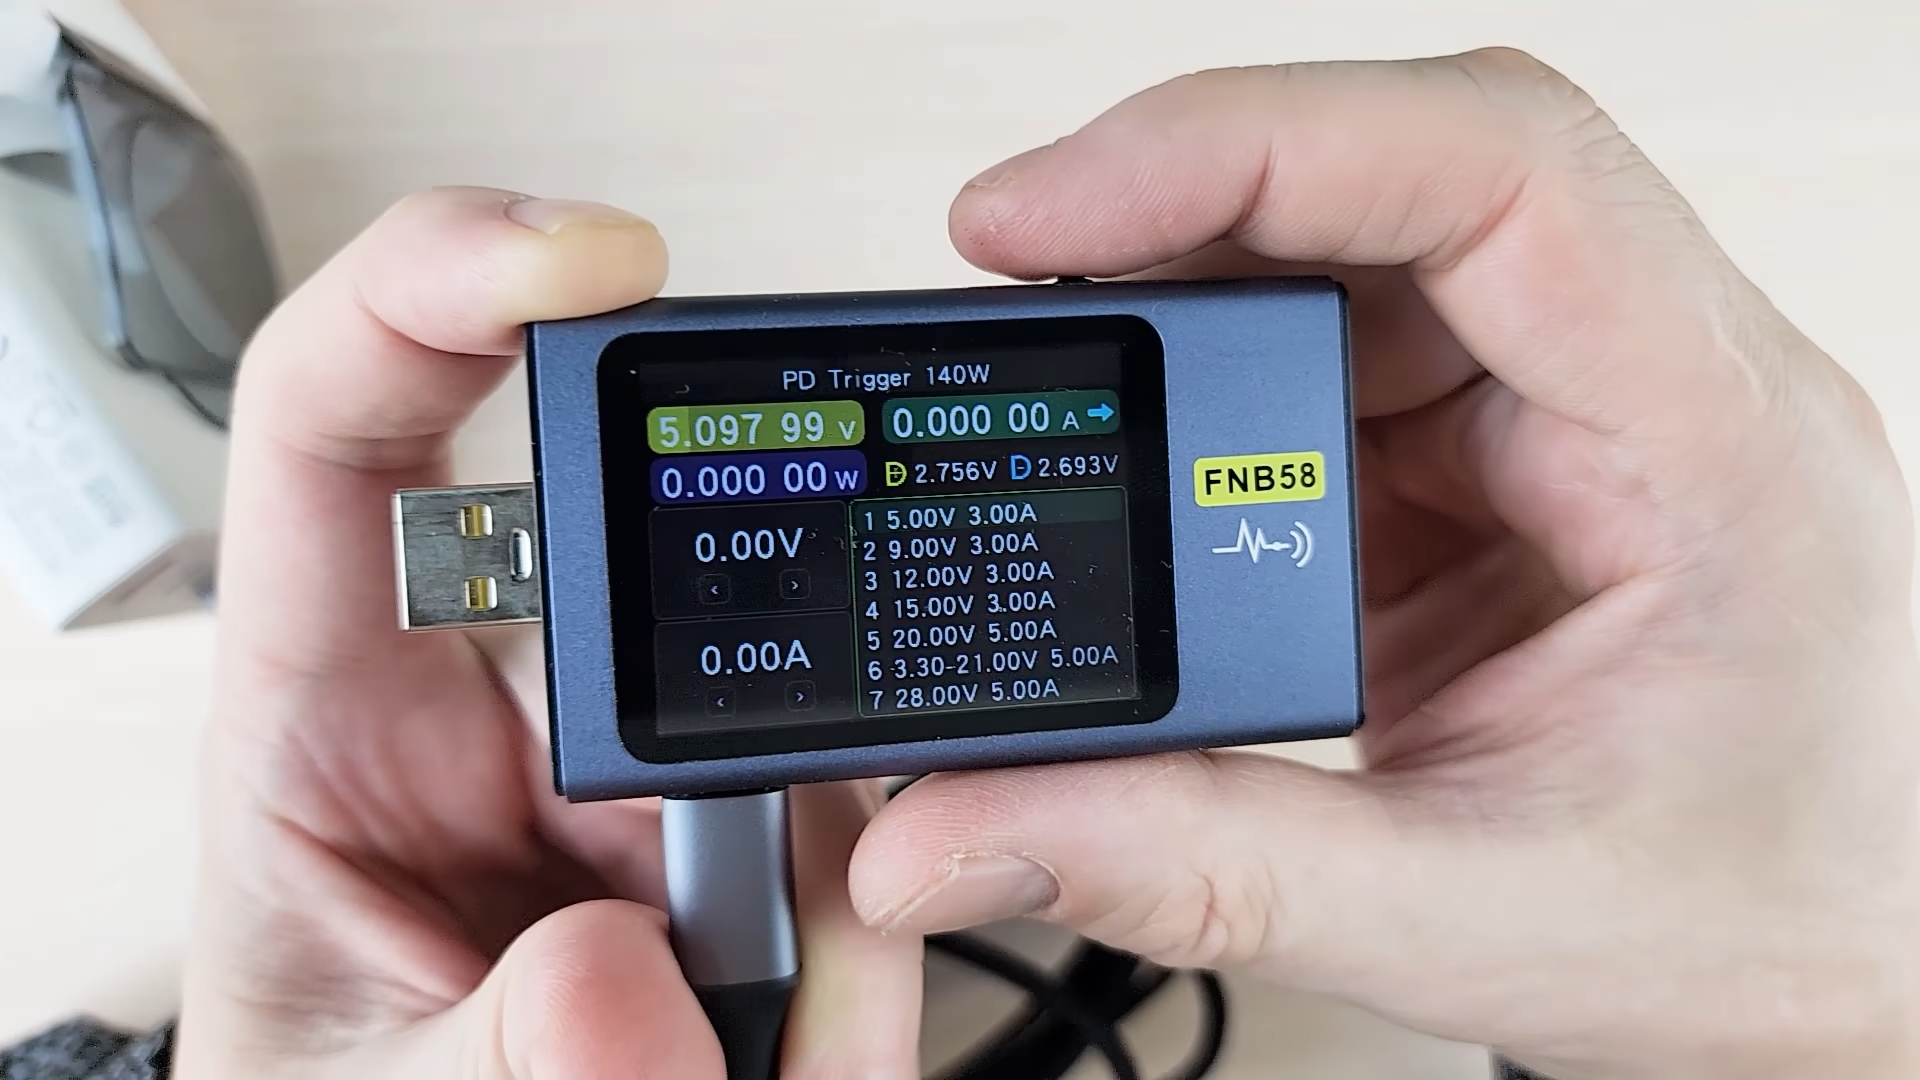 PD Trigger 140W
5.097 99 V
0.000 00 A
0.000 00 W
D+ 2.756V D- 2.693V
0.00V
< >
0.00A
< >
1 5.00V 3.00A
2 9.00V 3.00A
3 12.00V 3.00A
4 15.00V 3.00A
5 20.00V 5.00A
6 3.30-21.00V 5.00A
7 28.00V 5.00A
FNB58